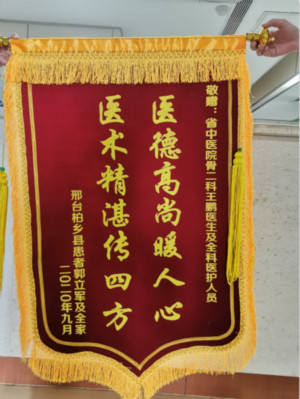 敬赠：省中医院骨二科王鹏医生及全科医护人员
医德高尚暖人心
医术精湛传四方
邢台柏乡县患者郭立军及全家
二〇二〇年九月